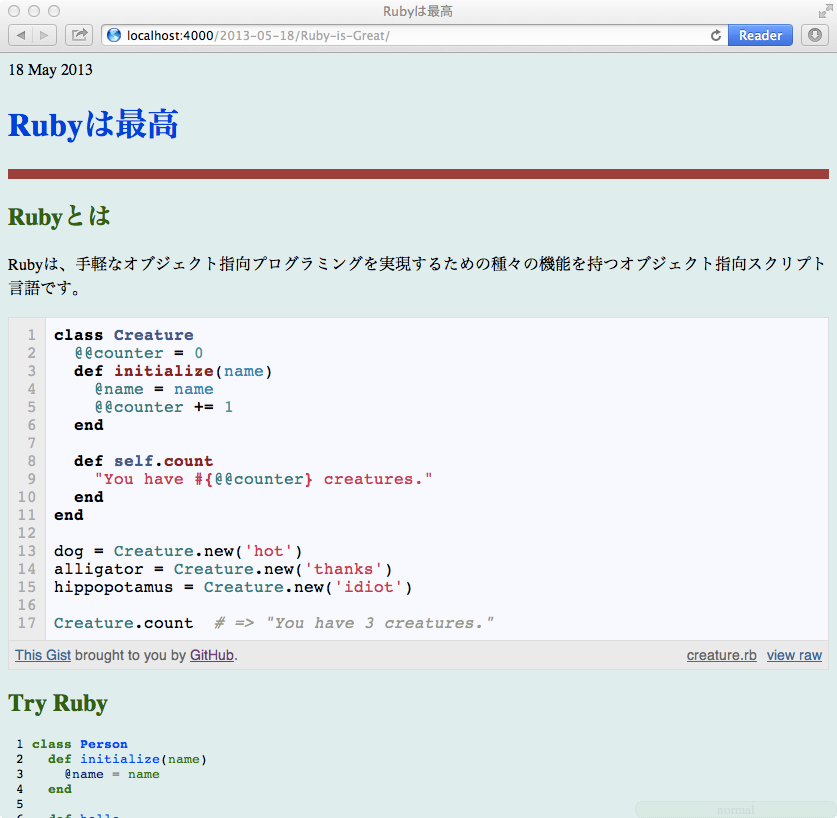 Rubyは最高
localhost:4000/2013-05-18/Ruby-is-Great/
Reader
18 May 2013
Rubyは最高
Rubyとは
Rubyは、手軽なオブジェクト指向プログラミングを実現するための種々の機能を持つオブジェクト指向スクリプト
言語です。
1 class Creature
2   @@counter = 0
3   def initialize(name)
4     @name = name
5     @@counter += 1
6   end
7
8   def self.count
9     "You have #{@@counter} creatures."
10   end
11 end
12
13 dog = Creature.new('hot')
14 alligator = Creature.new('thanks')
15 hippopotamus = Creature.new('idiot')
16
17 Creature.count  # => "You have 3 creatures."
This Gist brought to you by GitHub. creature.rb view raw
Try Ruby
1 class Person
2   def initialize(name)
3     @name = name
4   end
5
normal